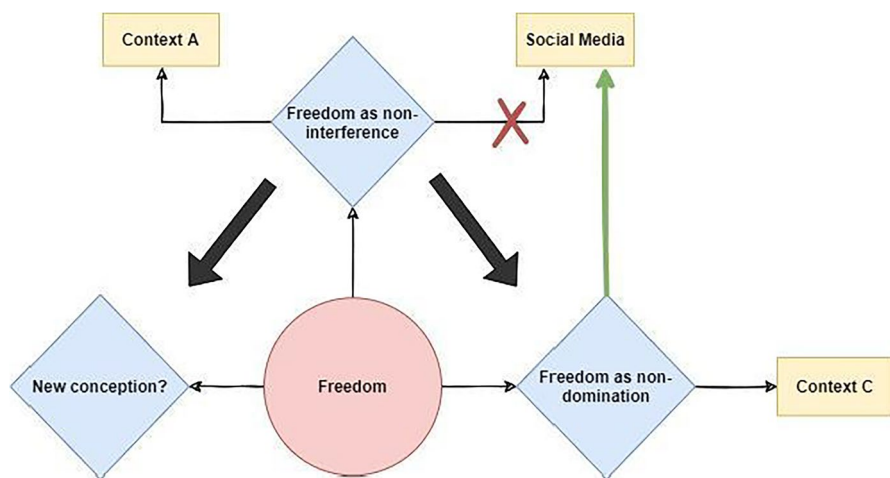 Context A
Social Media
Freedom as non-
interference
New conception?
Freedom
Freedom as non-
domination
Context C